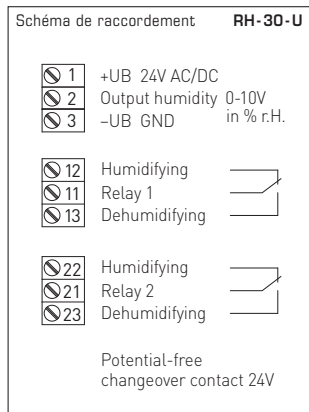 Schéma de raccordement RH-30-U
1 +UB 24V AC/DC
2 Output humidity 0-10V
3 –UB GND in % r.H.
12 Humidifying
11 Relay 1
13 Dehumidifying
22 Humidifying
21 Relay 2
23 Dehumidifying
Potential-free
changeover contact 24V